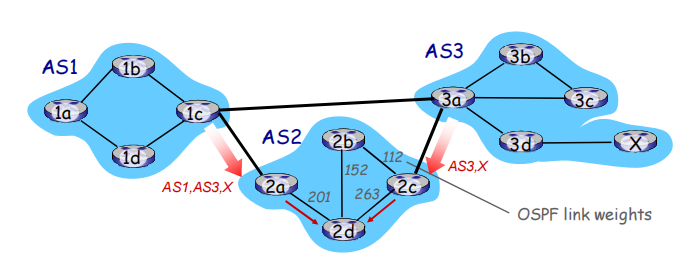 AS1
1b
1a
1c
1d
AS1,AS3,X
AS2
2b
112
152
2a
2c
201
263
2d
AS3
3b
3a
3c
3d
X
AS3,X
OSPF link weights